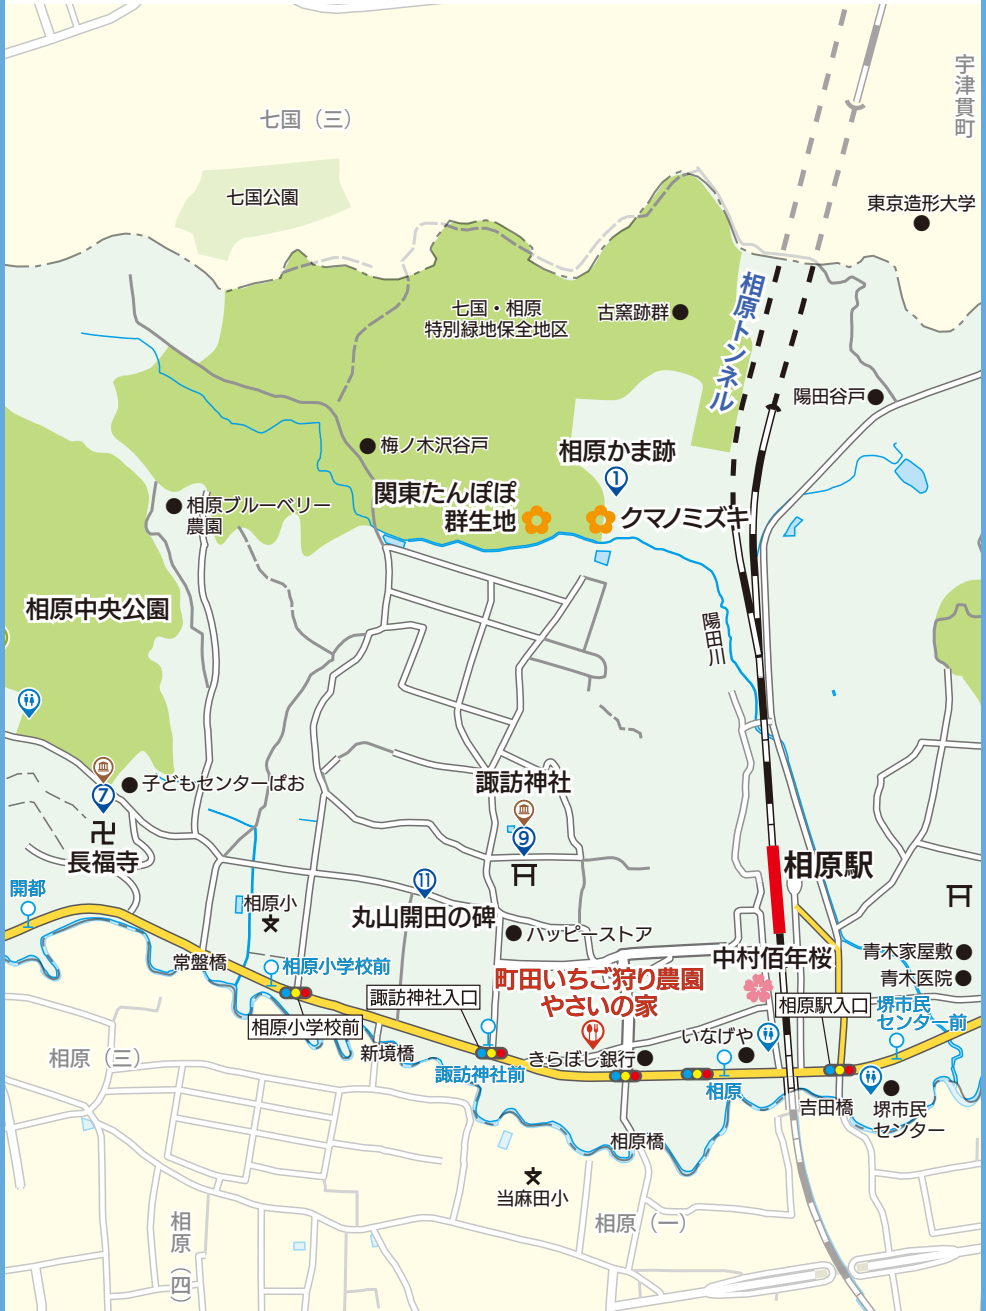 宇津貫町
七国（三）
七国公園
東京造形大学
相原トンネル
七国・相原
特別緑地保全地区
古窯跡群
陽田谷戸
梅ノ木沢谷戸
相原かま跡
1
関東たんぽぽ
群生地
クマノミズキ
相原ブルーベリー
農園
相原中央公園
陽田川
子どもセンターぱお
7
長福寺
諏訪神社
9
相原駅
開都
11
丸山開田の碑
相原小
ハッピーストア
青木家屋敷
青木医院
中村佰年桜
常盤橋
相原小学校前
町田いちご狩り農園
やさいの家
諏訪神社入口
相原駅入口
堺市民
センター前
相原小学校前
新境橋
相原（三）
諏訪神社前
きらぼし銀行
いなげや
相原
吉田橋
堺市民
センター
相原橋
当麻田小
相原（四）
相原（一）